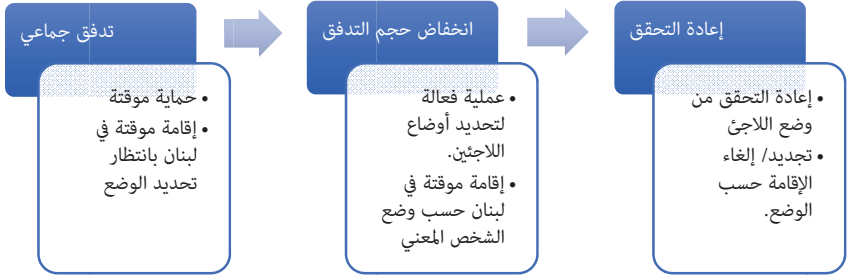 تدفق جماعي
• حماية موقتة
• إقامة موقتة في
لبنان بانتظار
تحديد الوضع
انخفاض حجم التدفق
• عملية فعالة
لتحديد أوضاع
اللاجئين.
• إقامة موقتة في
لبنان حسب وضع
الشخص المعني
إعادة التحقق
• إعادة التحقق من
وضع اللاجئ
• تجديد/ إلغاء
الإقامة حسب
الوضع.